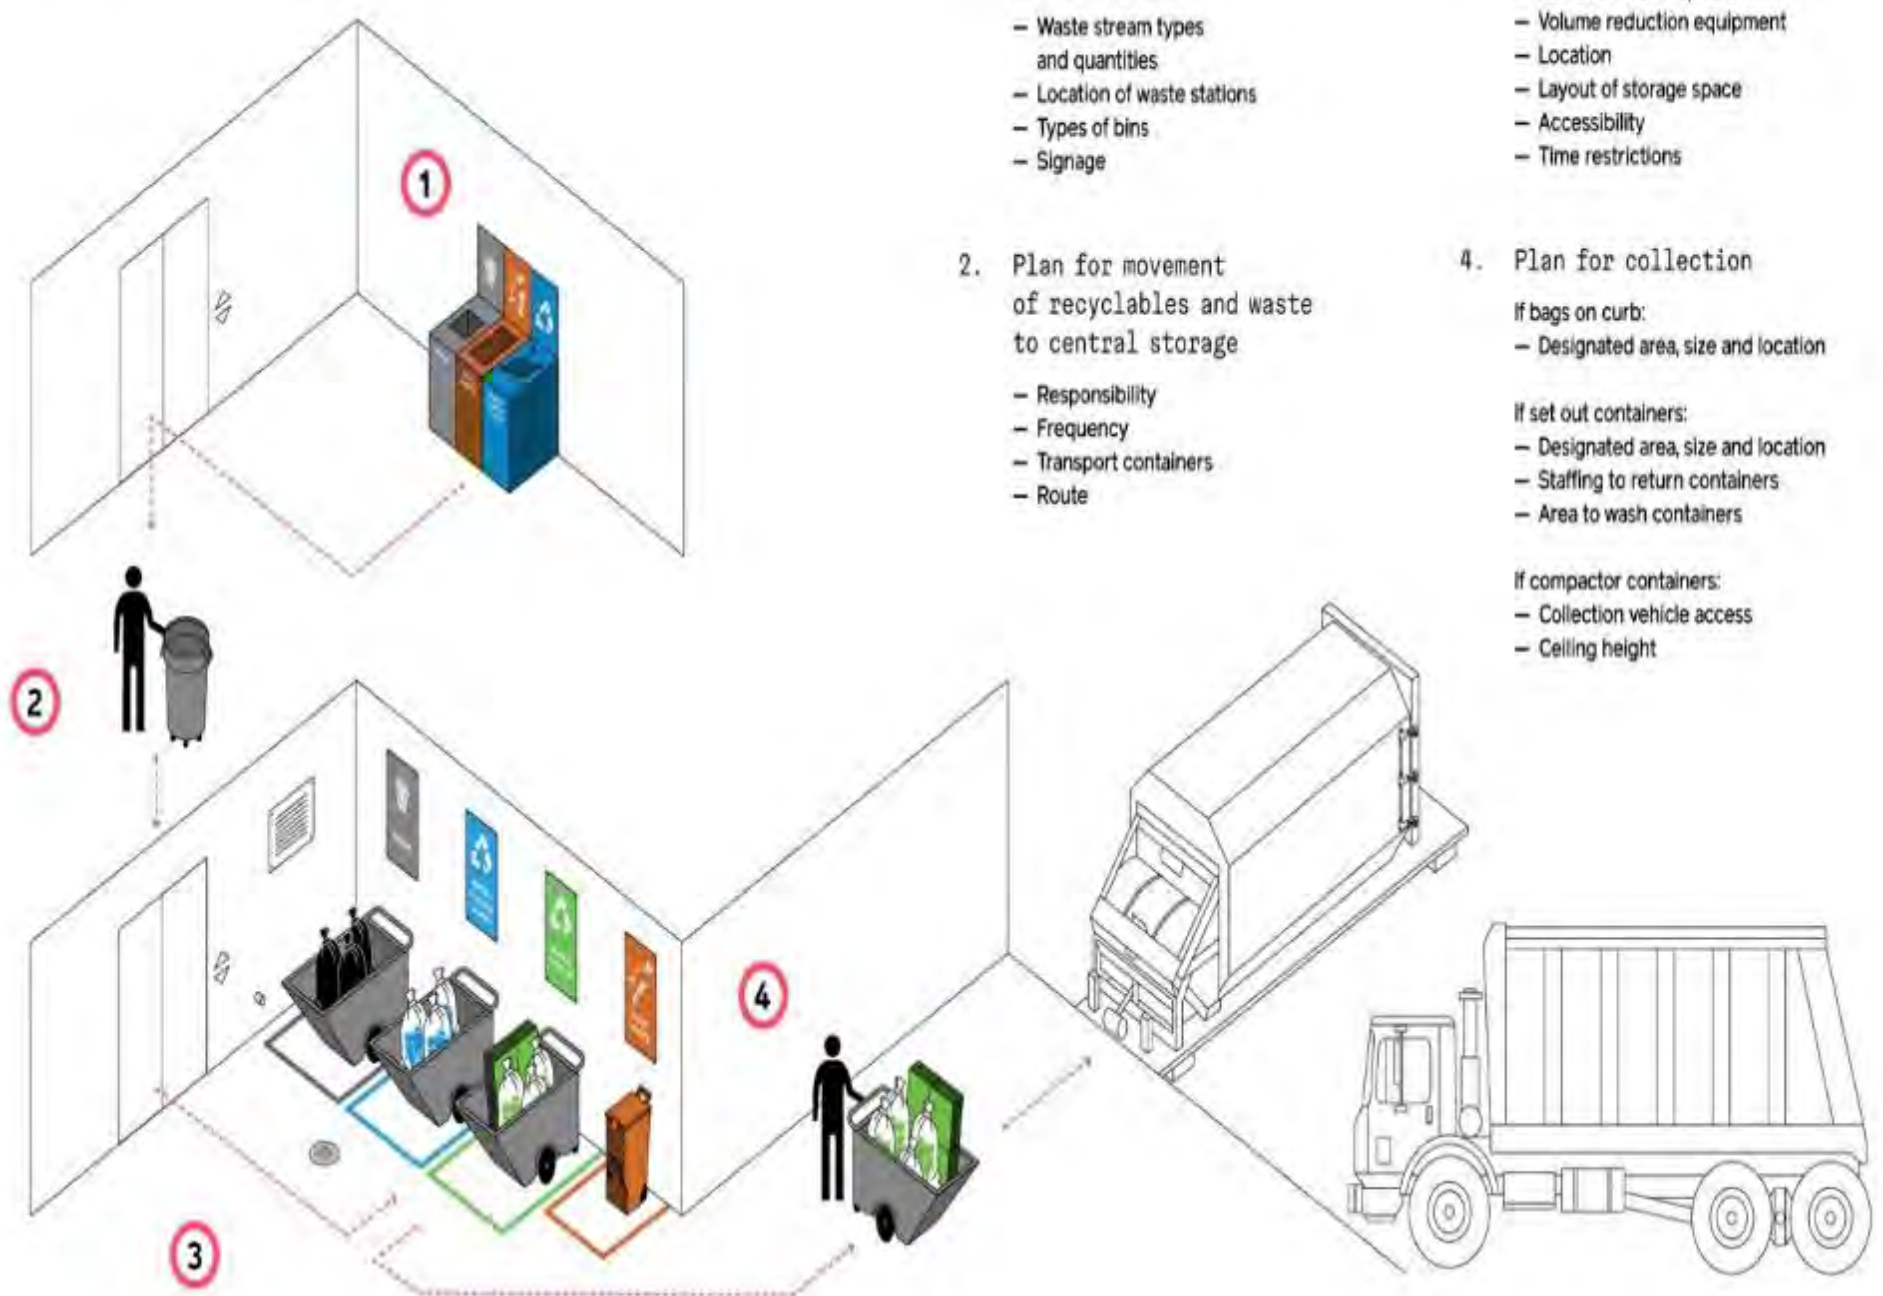 — Waste stream types
and quantities
— Location of waste stations
— Types of bins
— Signage
2. Plan for movement
of recyclables and waste
to central storage
— Responsibility
— Frequency
— Transport containers
— Route
— Volume reduction equipment
— Location
— Layout of storage space
— Accessibility
— Time restrictions
4. Plan for collection
If bags on curb:
— Designated area, size and location
If set out containers:
— Designated area, size and location
— Staffing to return containers
— Area to wash containers
If compactor containers:
— Collection vehicle access
— Ceiling height
1
2
3
4